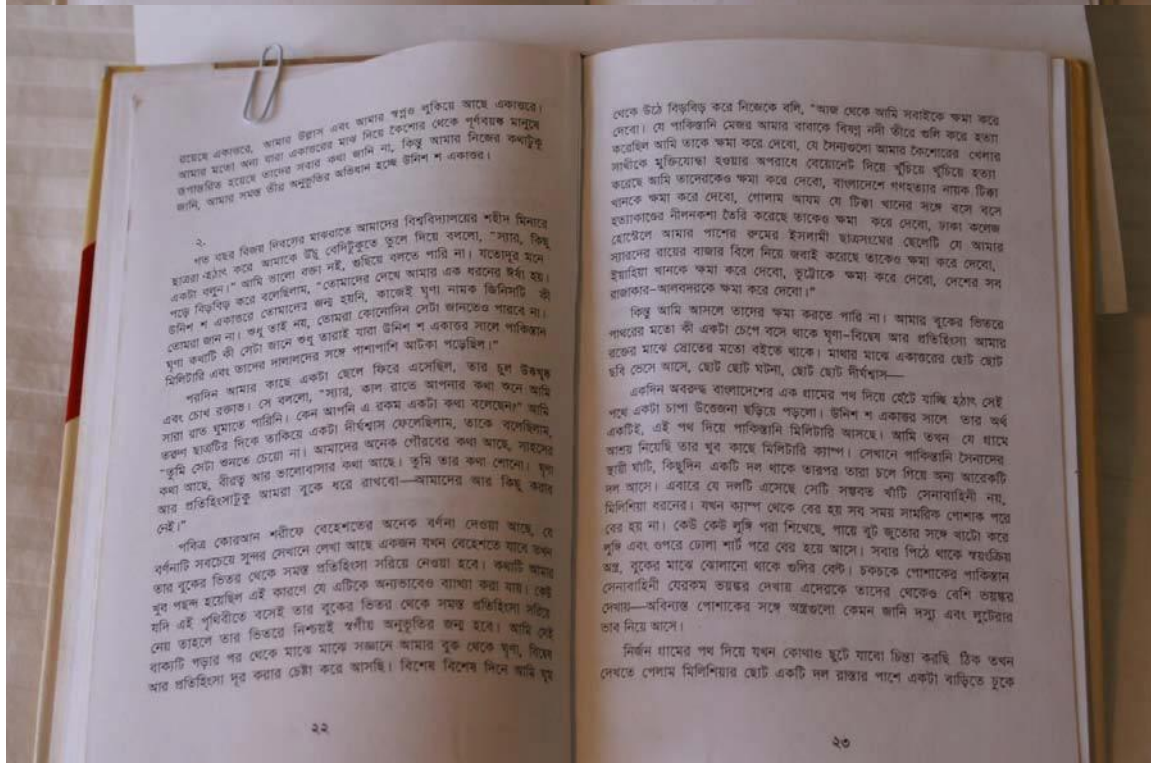 রয়েছে একাত্তরে, আমার উল্লাস এবং আমার স্বপ্নও লুকিয়ে আছে একাত্তরে।
আমার মতো অন্য যারা একাত্তরের মাঝ দিয়ে কৈশোর থেকে পূর্ণবয়স্ক মানুষে
রূপান্তরিত হয়েছে তাদের সবার কথা জানি না, কিন্তু আমার নিজের কথাটুকু
জানি, আমার সমস্ত তীব্র অনুভূতির অভিধান হচ্ছে উনিশ শ একাত্তর।
২.
গত বছর বিজয় দিবসের মাঝরাতে আমাদের বিশ্ববিদ্যালয়ের শহীদ মিনারে
ছাত্ররা হঠাৎ করে আমাকে উঁচু বেদিটুকুতে তুলে দিয়ে বললো, “স্যার, কিছু
একটা বলুন।” আমি ভালো বক্তা নই, গুছিয়ে বলতে পারি না। যতোদূর মনে
পড়ে বিড়বিড় করে বলেছিলাম, “তোমাদের দেখে আমার এক ধরনের ঈর্ষা হয়।
উনিশ শ একাত্তরে তোমাদের জন্ম হয়নি, কাজেই ঘৃণা নামক জিনিসটি কী
তোমরা জান না। শুধু তাই নয়, তোমরা কোনোদিন সেটা জানতেও পারবে না।
ঘৃণা কথাটি কী সেটা জানে শুধু তারাই যারা উনিশ শ একাত্তর সালে পাকিস্তান
মিলিটারি এবং তাদের দালালদের সঙ্গে পাশাপাশি আটকা পড়েছিল।”
পরদিন আমার কাছে একটা ছেলে ফিরে এসেছিল, তার চুল উষ্কখুষ্ক
এবং চোখ রক্তাভ। সে বললো, “স্যার, কাল রাতে আপনার কথা শুনে আমি
সারা রাত ঘুমাতে পারিনি। কেন আপনি এ রকম একটা কথা বলেছেন?” আমি
তরুণ ছাত্রটির দিকে তাকিয়ে একটা দীর্ঘশ্বাস ফেলেছিলাম, তাকে বলেছিলাম,
“তুমি সেটা শুনতে চেয়ো না। আমাদের অনেক গৌরবের কথা আছে, সাহসের
কথা আছে, বীরত্ব আর ভালোবাসার কথা আছে। তুমি তার কথা শোনো। ঘৃণা
আর প্রতিহিংসাটুকু আমরা বুকে ধরে রাখবো—আমাদের আর কিছু করার
নেই।”
পবিত্র কোরআন শরীফে বেহেশতের অনেক বর্ণনা দেওয়া আছে, যে
বর্ণনাটি সবচেয়ে সুন্দর সেখানে লেখা আছে একজন যখন বেহেশতে যাবে তখন
তার বুকের ভিতর থেকে সমস্ত প্রতিহিংসা সরিয়ে নেওয়া হবে। কথাটি আমার
খুব পছন্দ হয়েছিল এই কারণে যে এটিকে অন্যভাবেও ব্যাখ্যা করা যায়। কেউ
যদি এই পৃথিবীতে বসেই তার বুকের ভিতর থেকে সমস্ত প্রতিহিংসা সরিয়ে
নেয় তাহলে তার ভিতরে নিশ্চয়ই স্বর্গীয় অনুভূতির জন্ম হবে। আমি সেই
বাক্যটি পড়ার পর থেকে মাঝে মাঝে সজ্ঞানে আমার বুক থেকে ঘৃণা, বিদ্বেষ
আর প্রতিহিংসা দূর করার চেষ্টা করে আসছি। বিশেষ বিশেষ দিনে আমি ঘুম
২২
থেকে উঠে বিড়বিড় করে নিজেকে বলি, “আজ থেকে আমি সবাইকে ক্ষমা করে
দেবো। যে পাকিস্তানি মেজর আমার বাবাকে বিষণ্ণ নদী তীরে গুলি করে হত্যা
করেছিল আমি তাকে ক্ষমা করে দেবো, যে সৈন্যগুলো আমার কৈশোরের খেলার
সাথীকে মুক্তিযোদ্ধা হওয়ার অপরাধে বেয়োনেট দিয়ে খুঁচিয়ে খুঁচিয়ে হত্যা
করেছে আমি তাদেরকেও ক্ষমা করে দেবো, বাংলাদেশে গণহত্যার নায়ক টিক্কা
খানকে ক্ষমা করে দেবো, গোলাম আযম যে টিক্কা খানের সঙ্গে বসে বসে
হত্যাকাণ্ডের নীলনকশা তৈরি করেছে তাকেও ক্ষমা করে দেবো, ঢাকা কলেজ
হোস্টেলে আমার পাশের রুমের ইসলামী ছাত্রসংঘের ছেলেটি যে আমার
স্যারদের রায়ের বাজার বিলে নিয়ে জবাই করেছে তাকেও ক্ষমা করে দেবো,
ইয়াহিয়া খানকে ক্ষমা করে দেবো, ভুট্টোকে ক্ষমা করে দেবো, দেশের সব
রাজাকার-আলবদরকে ক্ষমা করে দেবো।”
কিন্তু আমি আসলে তাদের ক্ষমা করতে পারি না। আমার বুকের ভিতরে
পাথরের মতো কী একটা চেপে বসে থাকে ঘৃণা-বিদ্বেষ আর প্রতিহিংসা আমার
রক্তের মাঝে স্রোতের মতো বইতে থাকে। মাথার মাঝে একাত্তরের ছোট ছোট
ছবি ভেসে আসে, ছোট ছোট ঘটনা, ছোট ছোট দীর্ঘশ্বাস—
একদিন অবরুদ্ধ বাংলাদেশের এক গ্রামের পথ দিয়ে হেঁটে যাচ্ছি হঠাৎ সেই
পথে একটা চাপা উত্তেজনা ছড়িয়ে পড়লো। উনিশ শ একাত্তর সালে তার অর্থ
একটিই, এই পথ দিয়ে পাকিস্তানি মিলিটারি আসছে। আমি তখন যে গ্রামে
আশ্রয় নিয়েছি তার খুব কাছে মিলিটারি ক্যাম্প। সেখানে পাকিস্তানি সৈন্যদের
স্থায়ী ঘাঁটি, কিছুদিন একটি দল থাকে তারপর তারা চলে গিয়ে অন্য আরেকটি
দল আসে। এবারে যে দলটি এসেছে সেটি সম্ভবত খাঁটি সেনাবাহিনী নয়,
মিলিশিয়া ধরনের। যখন ক্যাম্প থেকে বের হয় সব সময় সামরিক পোশাক পরে
বের হয় না। কেউ কেউ লুঙ্গি পরা শিখেছে, পায়ে বুট জুতোর সঙ্গে খাটো করে
লুঙ্গি এবং ওপরে ঢোলা শার্ট পরে বের হয়ে আসে। সবার পিঠে থাকে স্বয়ংক্রিয়
অস্ত্র, বুকের মাঝে ঝোলানো থাকে গুলির বেল্ট। চকচকে পোশাকের পাকিস্তান
সেনাবাহিনী যেরকম ভয়ঙ্কর দেখায় এদেরকে তাদের থেকেও বেশি ভয়ঙ্কর
দেখায়—অবিন্যস্ত পোশাকের সঙ্গে অস্ত্রগুলো কেমন জানি দস্যু এবং লুটেরার
ভাব নিয়ে আসে।
নির্জন গ্রামের পথ দিয়ে যখন কোথাও ছুটে যাবো চিন্তা করছি ঠিক তখন
দেখতে পেলাম মিলিশিয়ার ছোট একটি দল রাস্তার পাশে একটা বাড়িতে ঢুকে
২৩